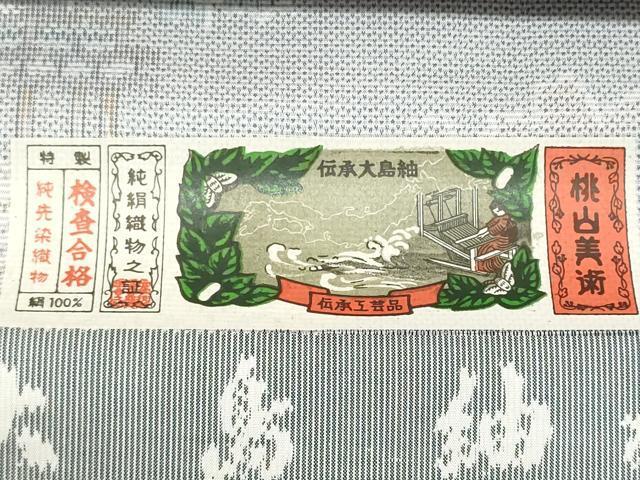 特製
検査合格
純先染織物
絹100%
純絹織物之証
伝承大島紬
伝承工芸品
桃山美術
島紬